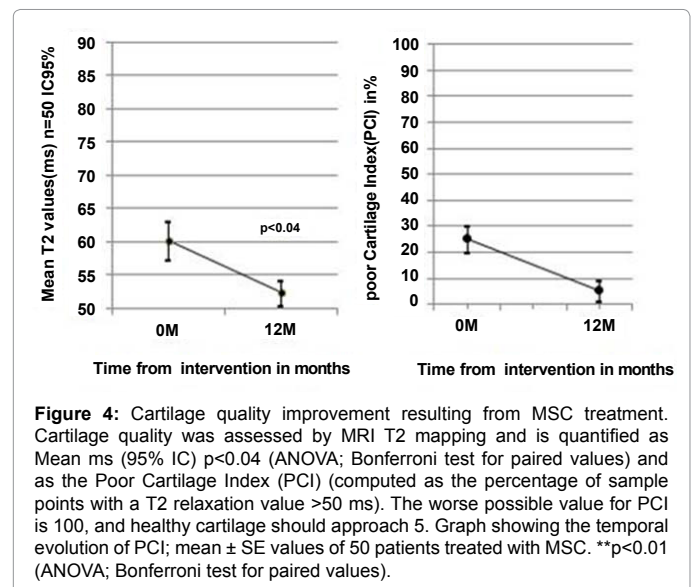 Mean T2 values(ms) n=50 IC95%
90
85
80
75
70
65
60
55
50
p<0.04
0M
12M
Time from intervention in months
poor Cartilage Index(PCI) in%
100
90
80
70
60
50
40
30
20
10
0
0M
12M
Time from intervention in months
Figure 4: Cartilage quality improvement resulting from MSC treatment.
Cartilage quality was assessed by MRI T2 mapping and is quantified as
Mean ms (95% IC) p<0.04 (ANOVA; Bonferroni test for paired values) and
as the Poor Cartilage Index (PCI) (computed as the percentage of sample
points with a T2 relaxation value >50 ms). The worse possible value for PCI
is 100, and healthy cartilage should approach 5. Graph showing the temporal
evolution of PCI; mean ± SE values of 50 patients treated with MSC. **p<0.01
(ANOVA; Bonferroni test for paired values).